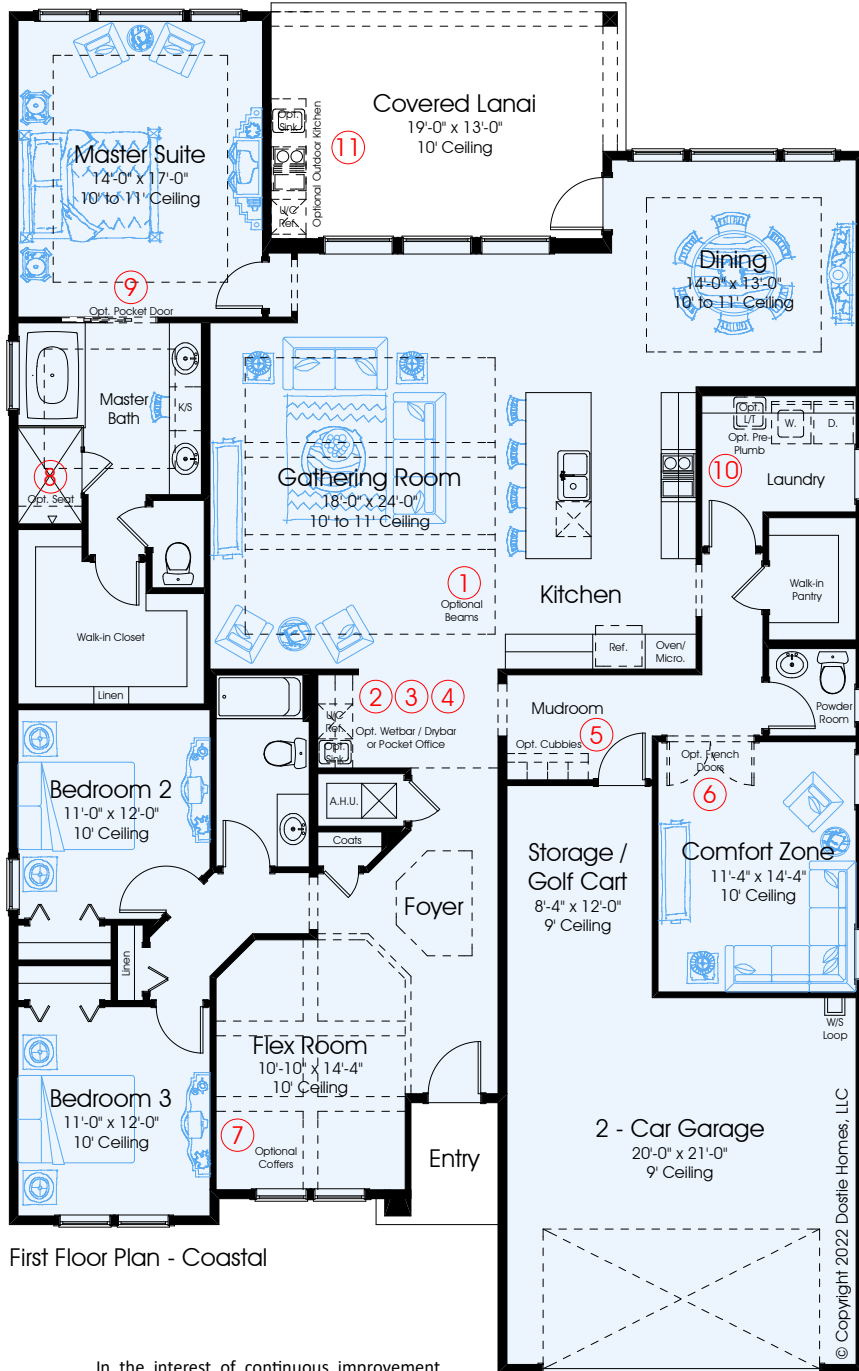 Master Suite
14'-0" x 17'-0"
10' to 11' Ceiling
9
Opt. Pocket Door
Opt.
Sink
U/C
Ref.
Optional Outdoor Kitchen
11
Covered Lanai
19'-0" x 13'-0"
10' Ceiling
Dining
14'-0" x 13'-0"
10' to 11' Ceiling
Master
Bath
K/S
8
Opt. Seat
Walk-in Closet
Linen
Gathering Room
18'-0" x 24'-0"
10' to 11' Ceiling
1
Optional
Beams
Kitchen
Ref.
Oven/
Micro.
Opt.
L/T
W.
D.
Opt. Pre-
Plumb
10
Laundry
Walk-in
Pantry
Powder
Room
2
3
4
U/C
Ref.
Opt.
Sink
Opt. Wetbar / Drybar
or Pocket Office
Mudroom
5
Opt. Cubbies
Opt. French
Doors
6
A.H.U.
Coats
Foyer
Bedroom 2
11'-0" x 12'-0"
10' Ceiling
Linen
Storage /
Golf Cart
8'-4" x 12'-0"
9' Ceiling
Comfort Zone
11'-4" x 14'-4"
10' Ceiling
W/S
Loop
Flex Room
10'-10" x 14'-4"
10' Ceiling
7
Optional
Coffers
Bedroom 3
11'-0" x 12'-0"
10' Ceiling
Entry
2 - Car Garage
20'-0" x 21'-0"
9' Ceiling
© Copyright 2022 Dostie Homes, LLC
First Floor Plan - Coastal
In the interest of continuous improvement